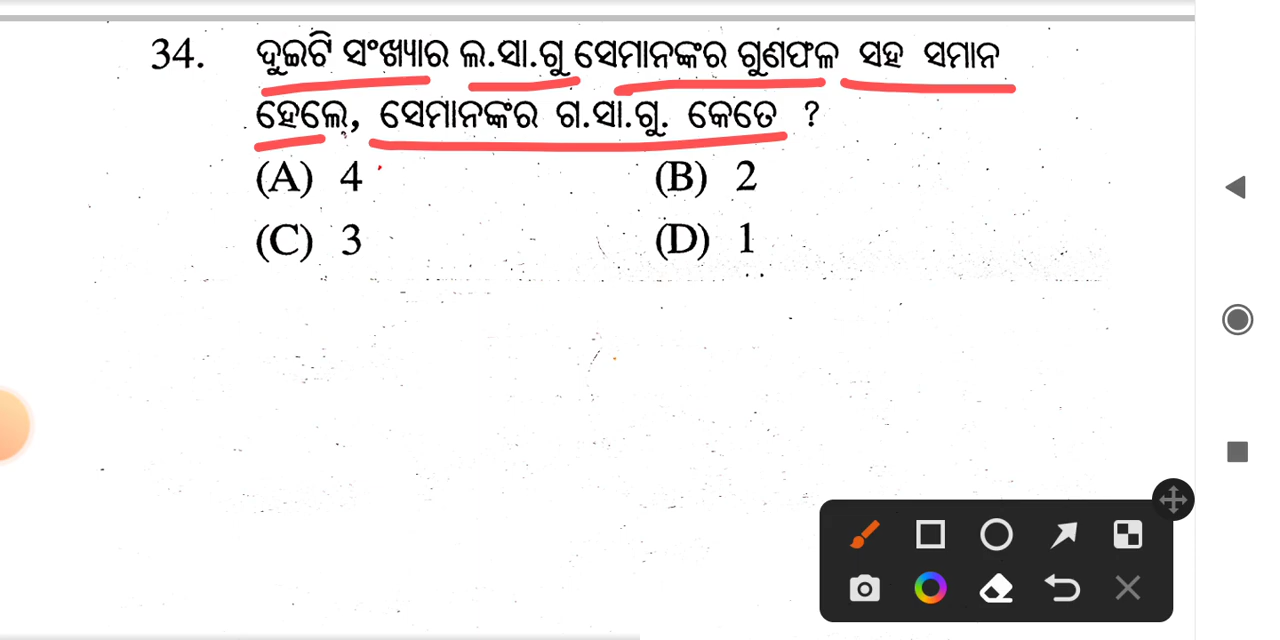 34. ଦୁଇଟି ସଂଖ୍ୟାର ଲ.ସା.ଗୁ ସେମାନଙ୍କର ଗୁଣଫଳ ସହ ସମାନ
ହେଲେ, ସେମାନଙ୍କର ଗ.ସା.ଗୁ. କେତେ ?
(A) 4 (B) 2
(C) 3 (D) 1